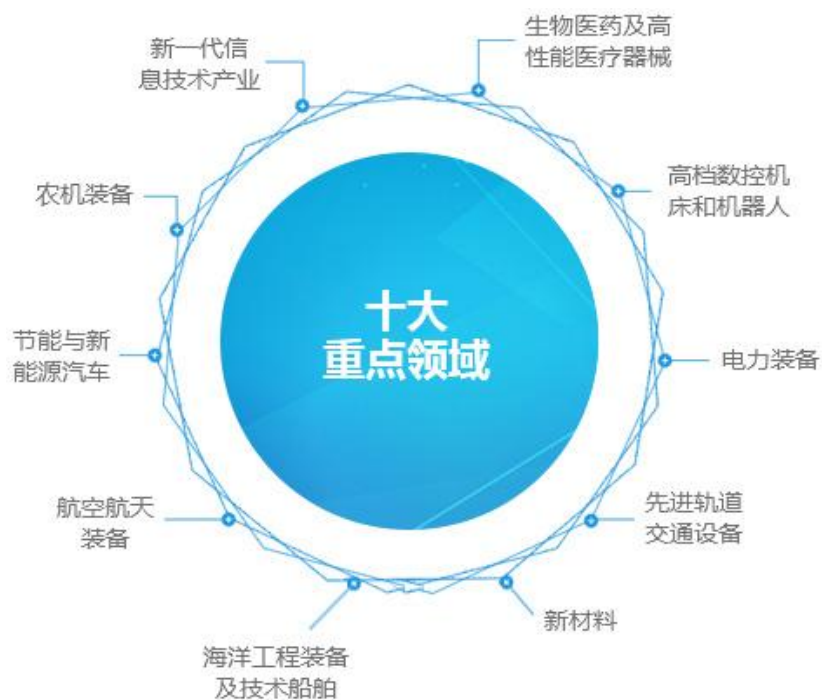 生物医药及高
性能医疗器械
新一代信
息技术产业
高档数控机
床和机器人
农机装备
十大
重点领域
节能与新
能源汽车
电力装备
航空航天
装备
先进轨道
交通设备
新材料
海洋工程装备
及技术船舶